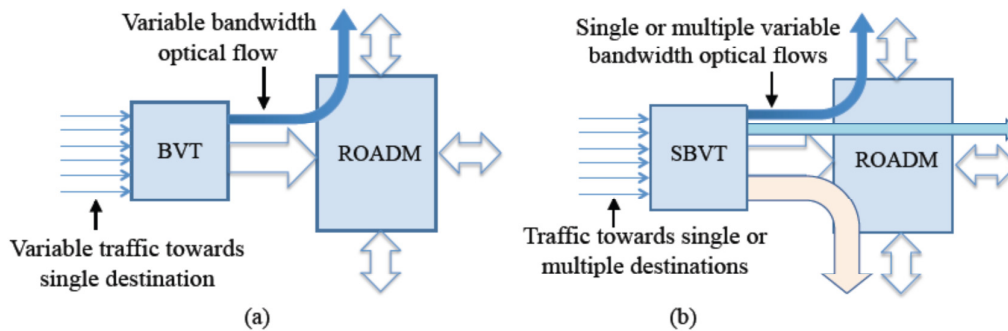 Variable bandwidth
optical flow
BVT
ROADM
Variable traffic towards
single destination
(a)
Single or multiple variable
bandwidth optical flows
SBVT
ROADM
Traffic towards single or
multiple destinations
(b)